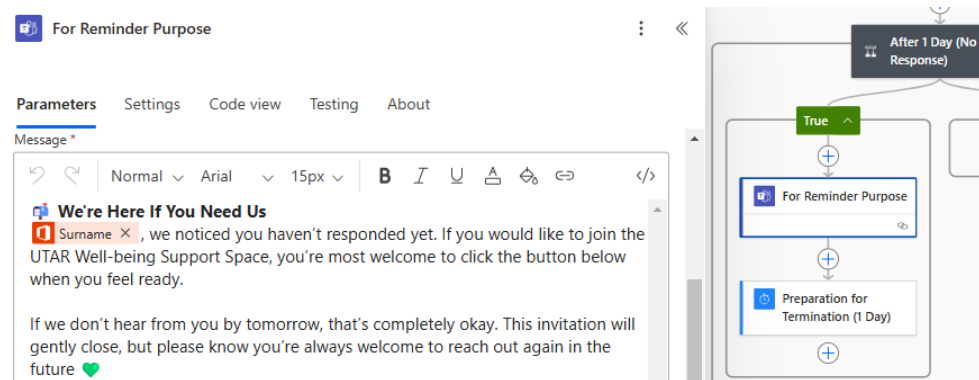 For Reminder Purpose
Parameters Settings Code view Testing About
Message *
Normal Arial 15px B I U A </>
📬 We're Here If You Need Us
Surname × , we noticed you haven't responded yet. If you would like to join the
UTAR Well-being Support Space, you're most welcome to click the button below
when you feel ready.
If we don't hear from you by tomorrow, that's completely okay. This invitation will
gently close, but please know you're always welcome to reach out again in the
future 💚
After 1 Day (No
Response)
True
For Reminder Purpose
Preparation for
Termination (1 Day)